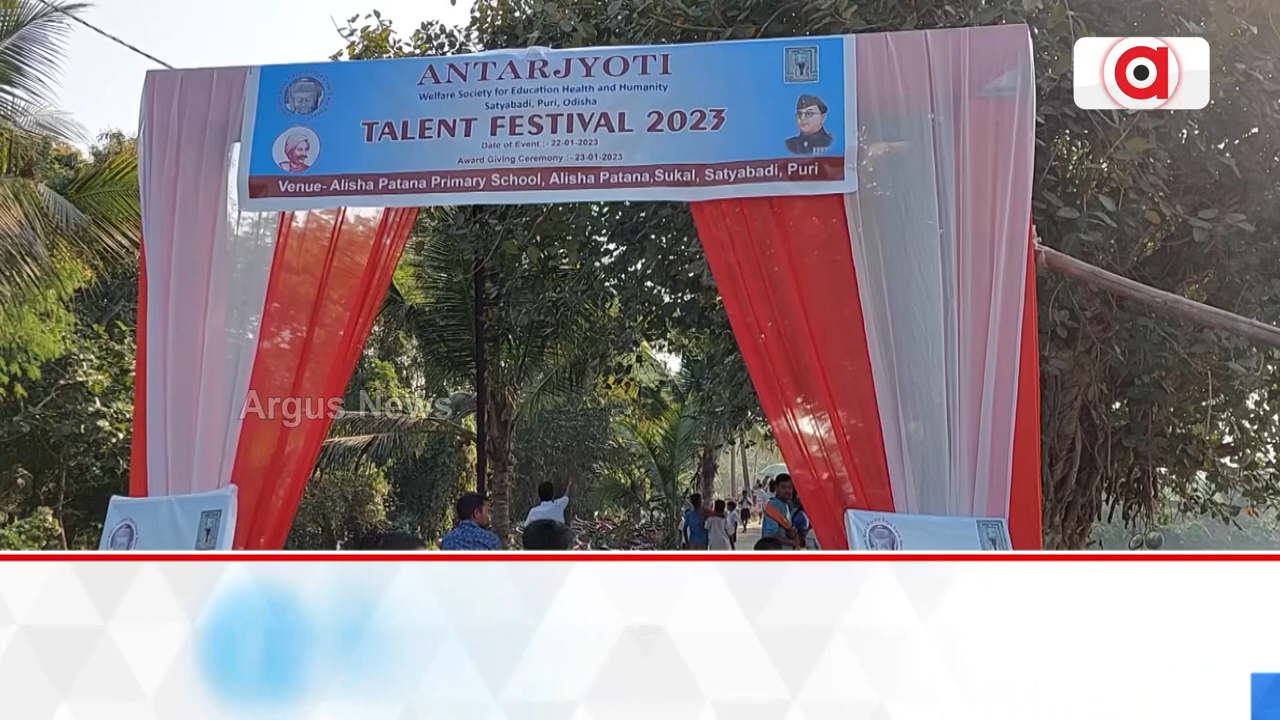 ANTARJYOTI
Welfare Society for Education Health and Humanity
Satyabadi, Puri, Odisha
TALENT FESTIVAL 2023
Date of Event :- 22-01-2023
Award Giving Ceremony :- 23-01-2023
Venue- Alisha Patana Primary School, Alisha Patana,Sukal, Satyabadi, Puri
a
Argus News